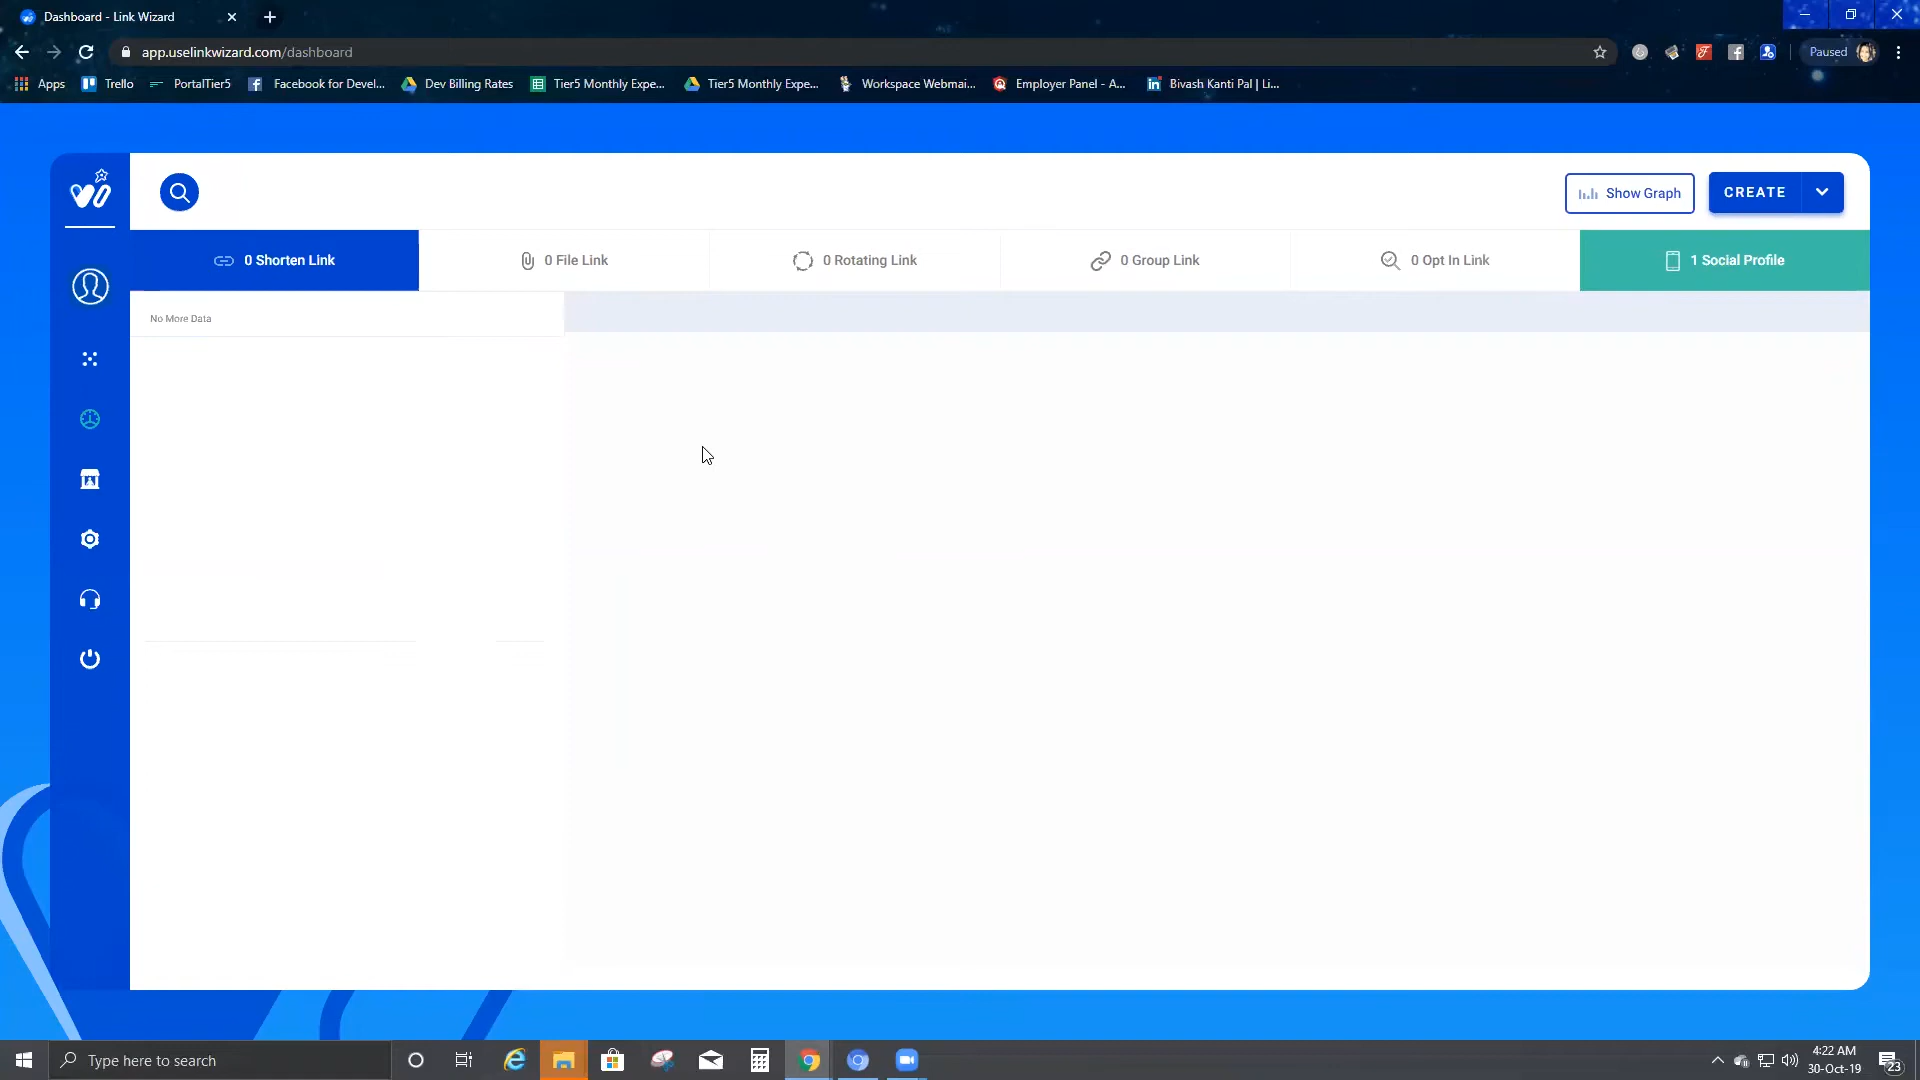 Dashboard - Link Wizard
app.uselinkwizard.com/dashboard
Paused
Apps Trello PortalTier5 Facebook for Devel... Dev Billing Rates Tier5 Monthly Expe... Tier5 Monthly Expe... Workspace Webmai... Employer Panel - A... Bivash Kanti Pal | Li...
Show Graph CREATE
0 Shorten Link 0 File Link 0 Rotating Link 0 Group Link 0 Opt In Link 1 Social Profile
No More Data
Type here to search
4:22 AM
30-Oct-19
23